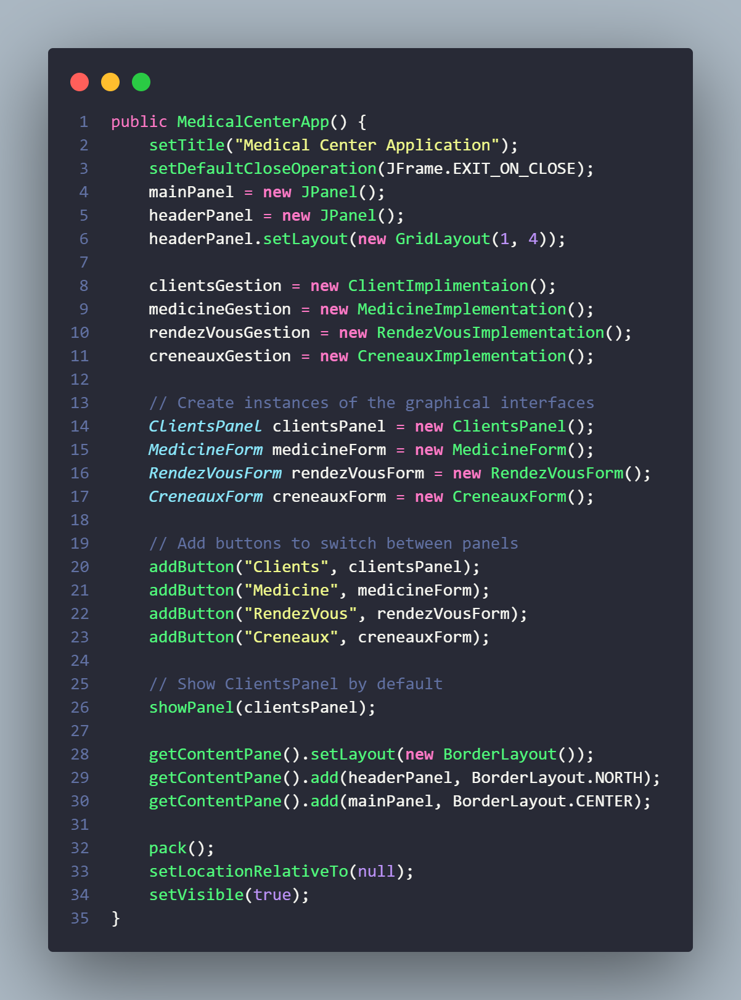 1 public MedicalCenterApp() {
2     setTitle("Medical Center Application");
3     setDefaultCloseOperation(JFrame.EXIT_ON_CLOSE);
4     mainPanel = new JPanel();
5     headerPanel = new JPanel();
6     headerPanel.setLayout(new GridLayout(1, 4));
7
8     clientsGestion = new ClientImplimentaion();
9     medicineGestion = new MedicineImplementation();
10     rendezVousGestion = new RendezVousImplementation();
11     creneauxGestion = new CreneauxImplementation();
12
13     // Create instances of the graphical interfaces
14     ClientsPanel clientsPanel = new ClientsPanel();
15     MedicineForm medicineForm = new MedicineForm();
16     RendezVousForm rendezVousForm = new RendezVousForm();
17     CreneauxForm creneauxForm = new CreneauxForm();
18
19     // Add buttons to switch between panels
20     addButton("Clients", clientsPanel);
21     addButton("Medicine", medicineForm);
22     addButton("RendezVous", rendezVousForm);
23     addButton("Creneaux", creneauxForm);
24
25     // Show ClientsPanel by default
26     showPanel(clientsPanel);
27
28     getContentPane().setLayout(new BorderLayout());
29     getContentPane().add(headerPanel, BorderLayout.NORTH);
30     getContentPane().add(mainPanel, BorderLayout.CENTER);
31
32     pack();
33     setLocationRelativeTo(null);
34     setVisible(true);
35 }